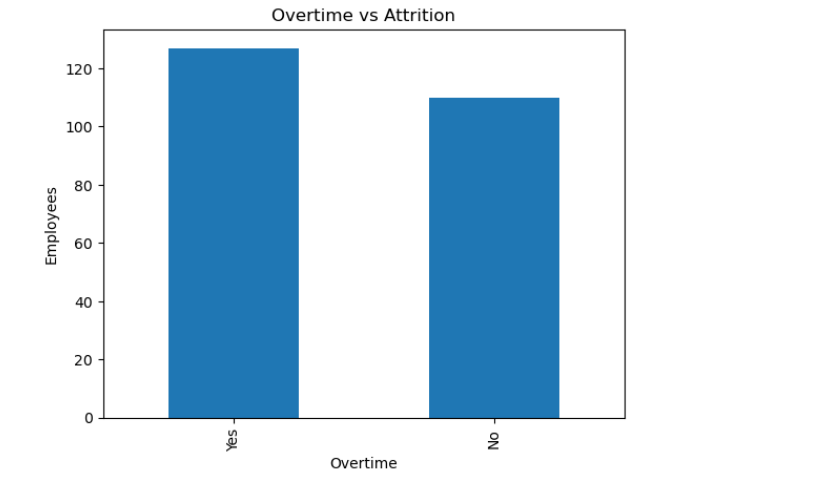 Overtime vs Attrition
120
100
80
60
40
20
0
Employees
Yes
No
Overtime